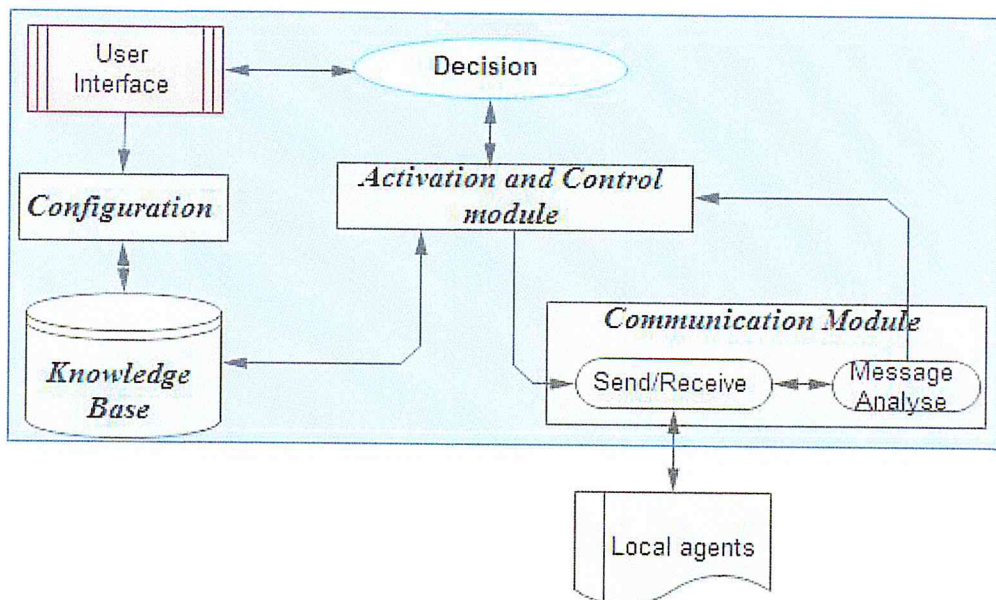 User
Interface
Decision
Configuration
Activation and Control
module
Knowledge
Base
Communication Module
Send/Receive
Message
Analyse
Local agents